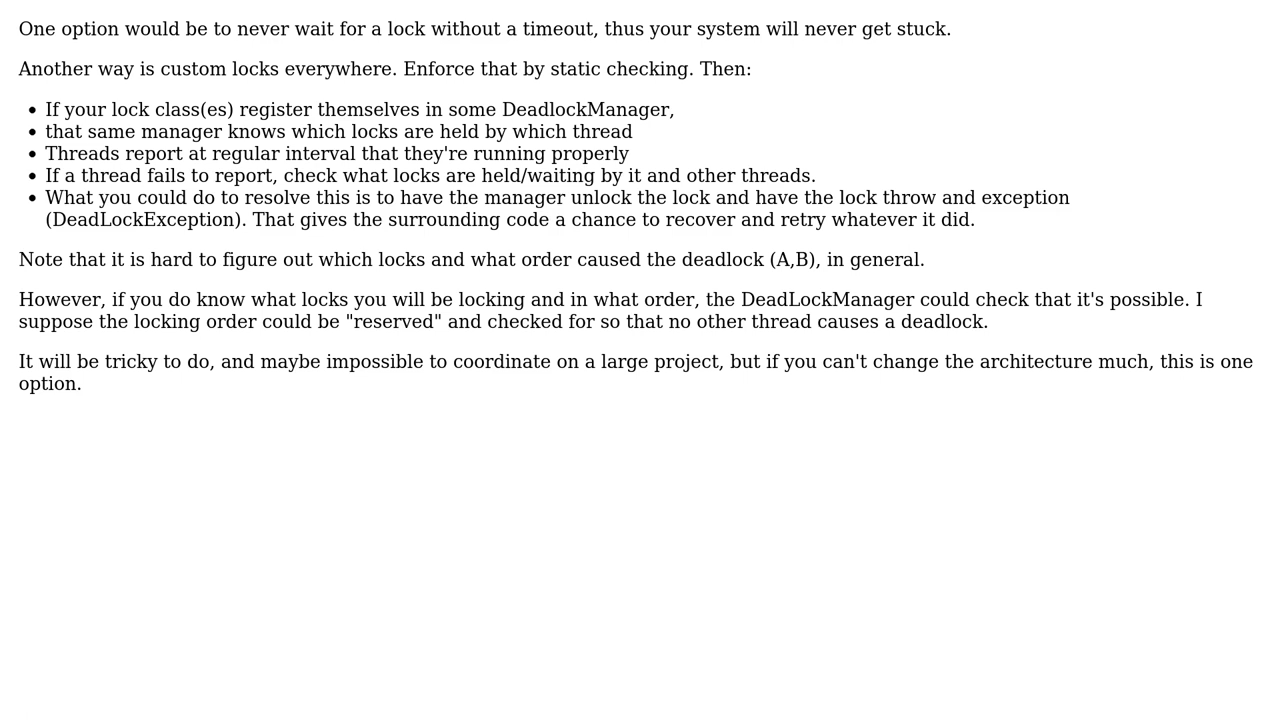 One option would be to never wait for a lock without a timeout, thus your system will never get stuck.
Another way is custom locks everywhere. Enforce that by static checking. Then:
• If your lock class(es) register themselves in some DeadlockManager,
• that same manager knows which locks are held by which thread
• Threads report at regular interval that they're running properly
• If a thread fails to report, check what locks are held/waiting by it and other threads.
• What you could do to resolve this is to have the manager unlock the lock and have the lock throw and exception
(DeadLockException). That gives the surrounding code a chance to recover and retry whatever it did.
Note that it is hard to figure out which locks and what order caused the deadlock (A,B), in general.
However, if you do know what locks you will be locking and in what order, the DeadLockManager could check that it's possible. I
suppose the locking order could be "reserved" and checked for so that no other thread causes a deadlock.
It will be tricky to do, and maybe impossible to coordinate on a large project, but if you can't change the architecture much, this is one
option.